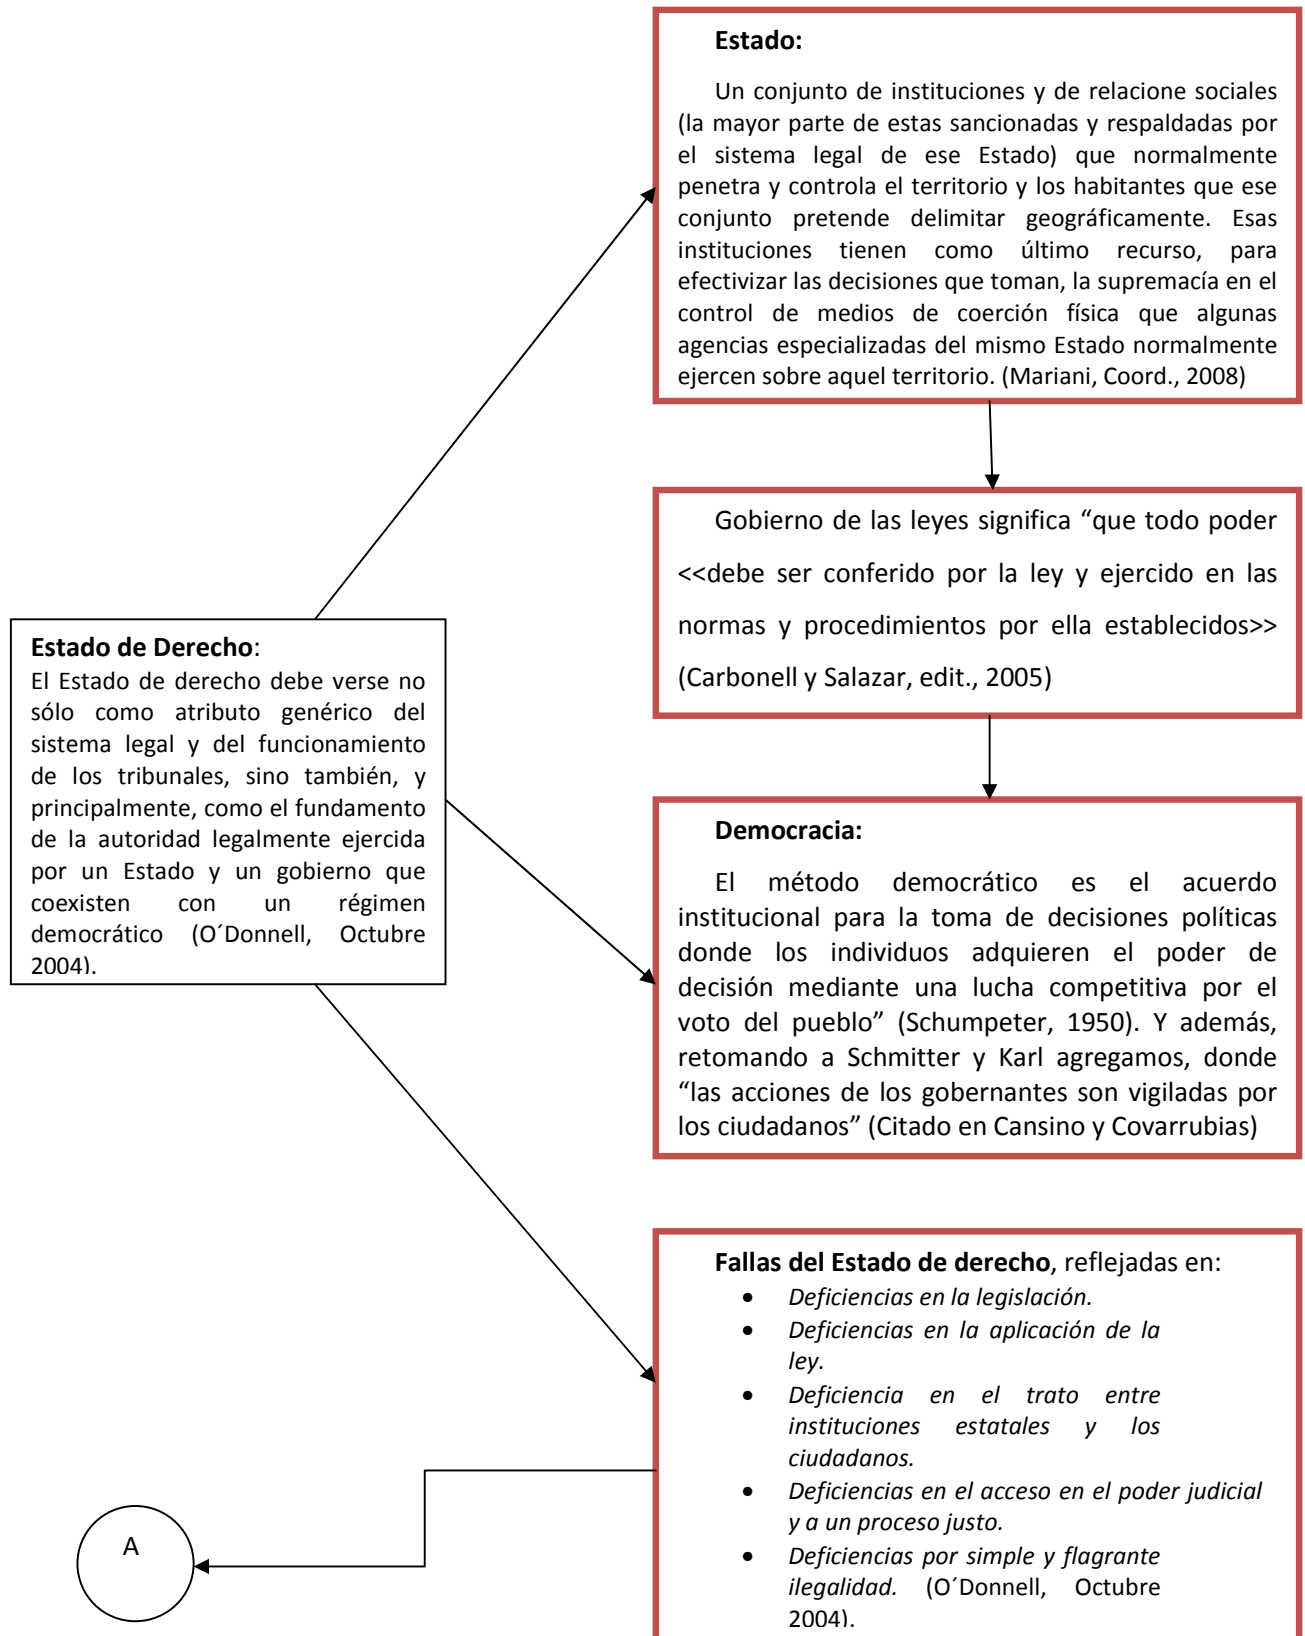 Estado:
Un conjunto de instituciones y de relacione sociales
(la mayor parte de estas sancionadas y respaldadas por
el sistema legal de ese Estado) que normalmente
penetra y controla el territorio y los habitantes que ese
conjunto pretende delimitar geográficamente. Esas
instituciones tienen como último recurso, para
efectivizar las decisiones que toman, la supremacía en el
control de medios de coerción física que algunas
agencias especializadas del mismo Estado normalmente
ejercen sobre aquel territorio. (Mariani, Coord., 2008)
Gobierno de las leyes significa “que todo poder
<<debe ser conferido por la ley y ejercido en las
normas y procedimientos por ella establecidos>>
(Carbonell y Salazar, edit., 2005)
Estado de Derecho:
El Estado de derecho debe verse no
sólo como atributo genérico del
sistema legal y del funcionamiento
de los tribunales, sino también, y
principalmente, como el fundamento
de la autoridad legalmente ejercida
por un Estado y un gobierno que
coexisten con un régimen
democrático (O´Donnell, Octubre
2004).
Democracia:
El método democrático es el acuerdo
institucional para la toma de decisiones políticas
donde los individuos adquieren el poder de
decisión mediante una lucha competitiva por el
voto del pueblo” (Schumpeter, 1950). Y además,
retomando a Schmitter y Karl agregamos, donde
“las acciones de los gobernantes son vigiladas por
los ciudadanos” (Citado en Cansino y Covarrubias)
Fallas del Estado de derecho, reflejadas en:
• Deficiencias en la legislación.
• Deficiencias en la aplicación de la
ley.
• Deficiencia en el trato entre
instituciones estatales y los
ciudadanos.
• Deficiencias en el acceso en el poder judicial
y a un proceso justo.
• Deficiencias por simple y flagrante
ilegalidad. (O´Donnell, Octubre
2004).
A